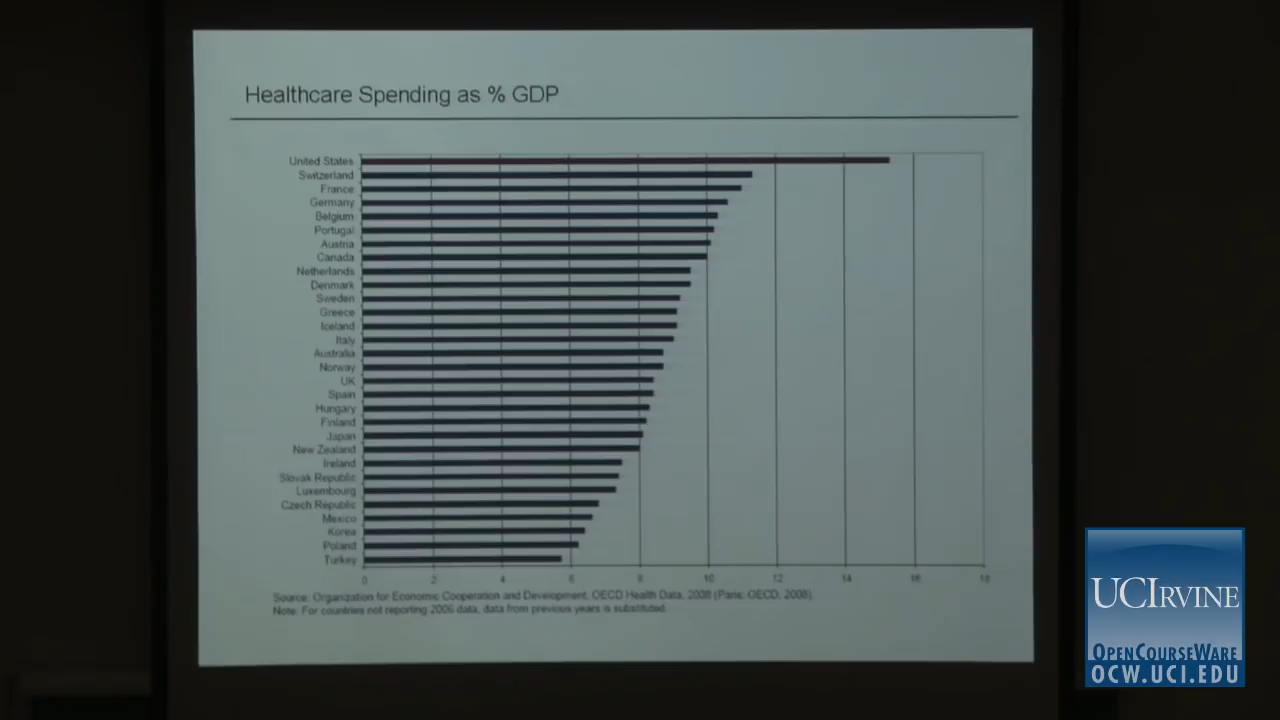 Healthcare Spending as % GDP
United States
Switzerland
France
Germany
Belgium
Portugal
Austria
Canada
Netherlands
Denmark
Sweden
Greece
Iceland
Italy
Australia
Norway
UK
Spain
Hungary
Finland
Japan
New Zealand
Ireland
Slovak Republic
Luxembourg
Czech Republic
Mexico
Korea
Poland
Turkey
0 2 4 6 8 10 12 14 16 18
Source: Organization for Economic Cooperation and Development, OECD Health Data, 2008 (Paris: OECD, 2008).
Note: For countries not reporting 2006 data, data from previous years is substituted.
UCIRVINE
OPENCOURSEWARE
OCW.UCI.EDU